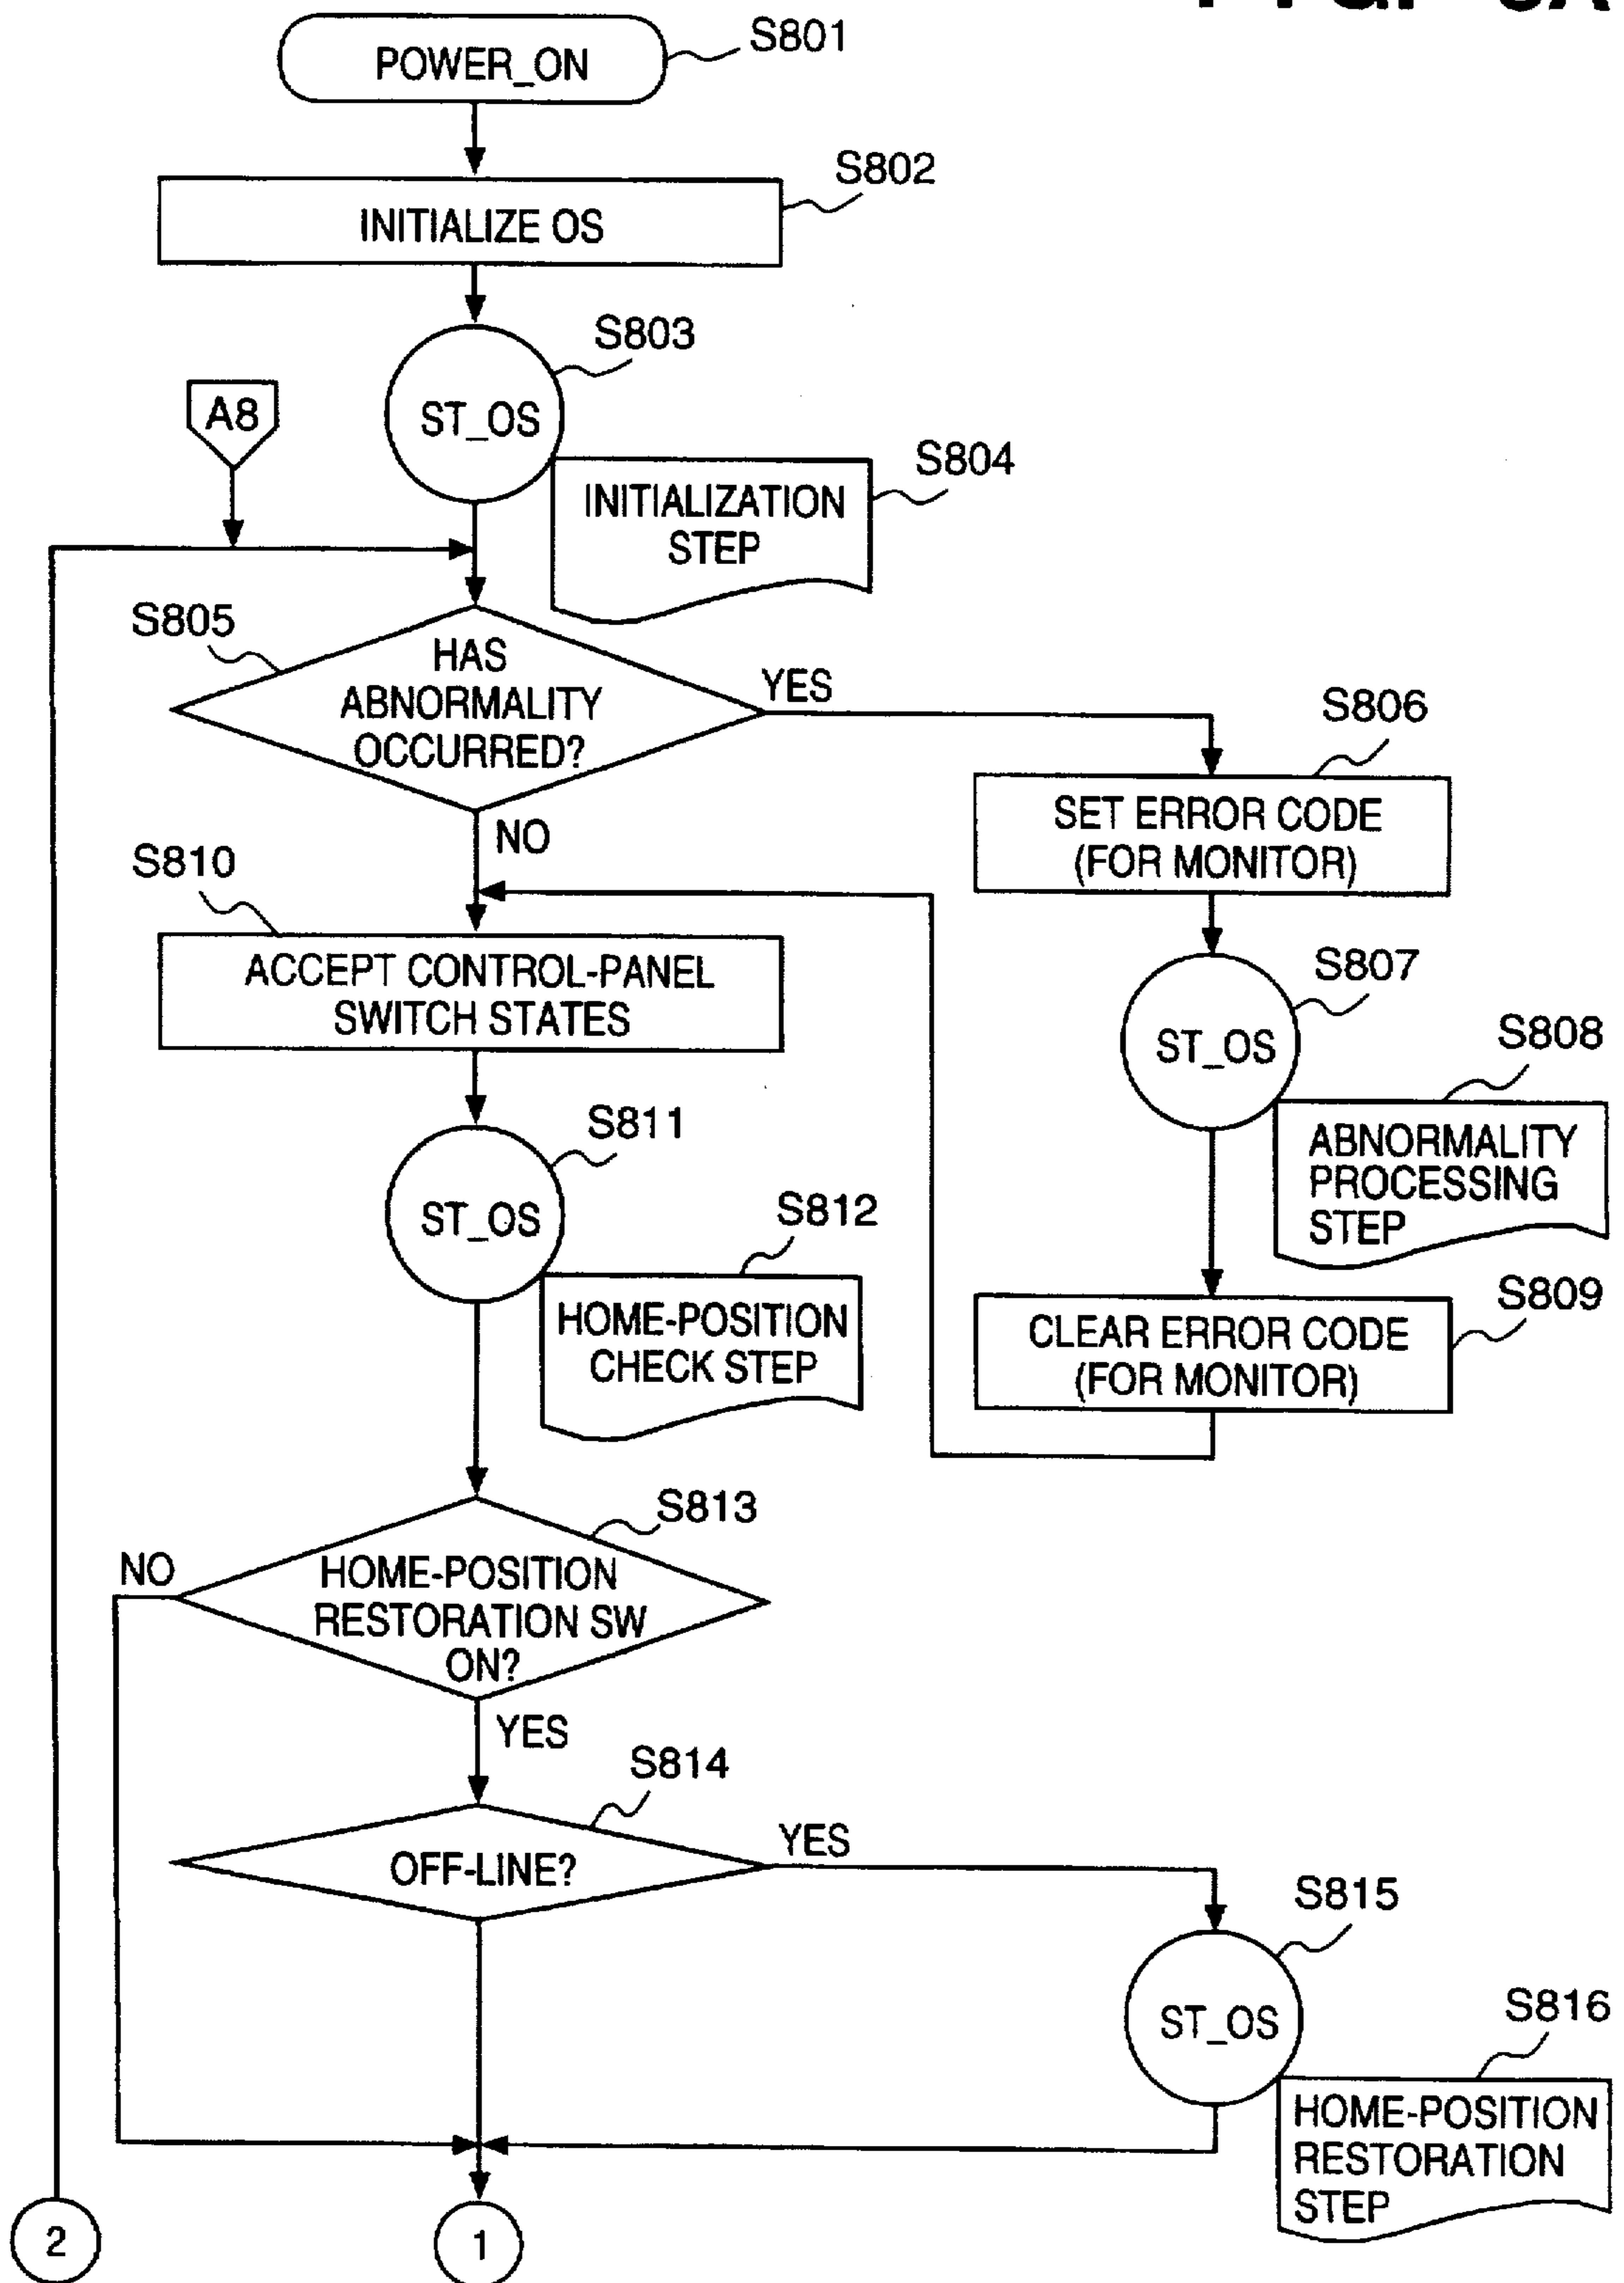 S801
POWER_ON
S802
INITIALIZE OS
S803
ST_OS
A8
S804
INITIALIZATION
STEP
S805
HAS
ABNORMALITY
OCCURRED?
YES
NO
S806
SET ERROR CODE
(FOR MONITOR)
S807
ST_OS
S808
ABNORMALITY
PROCESSING
STEP
S809
CLEAR ERROR CODE
(FOR MONITOR)
S810
ACCEPT CONTROL-PANEL
SWITCH STATES
S811
ST_OS
S812
HOME-POSITION
CHECK STEP
S813
HOME-POSITION
RESTORATION SW
ON?
NO
YES
S814
OFF-LINE?
YES
S815
ST_OS
S816
HOME-POSITION
RESTORATION
STEP
2
1